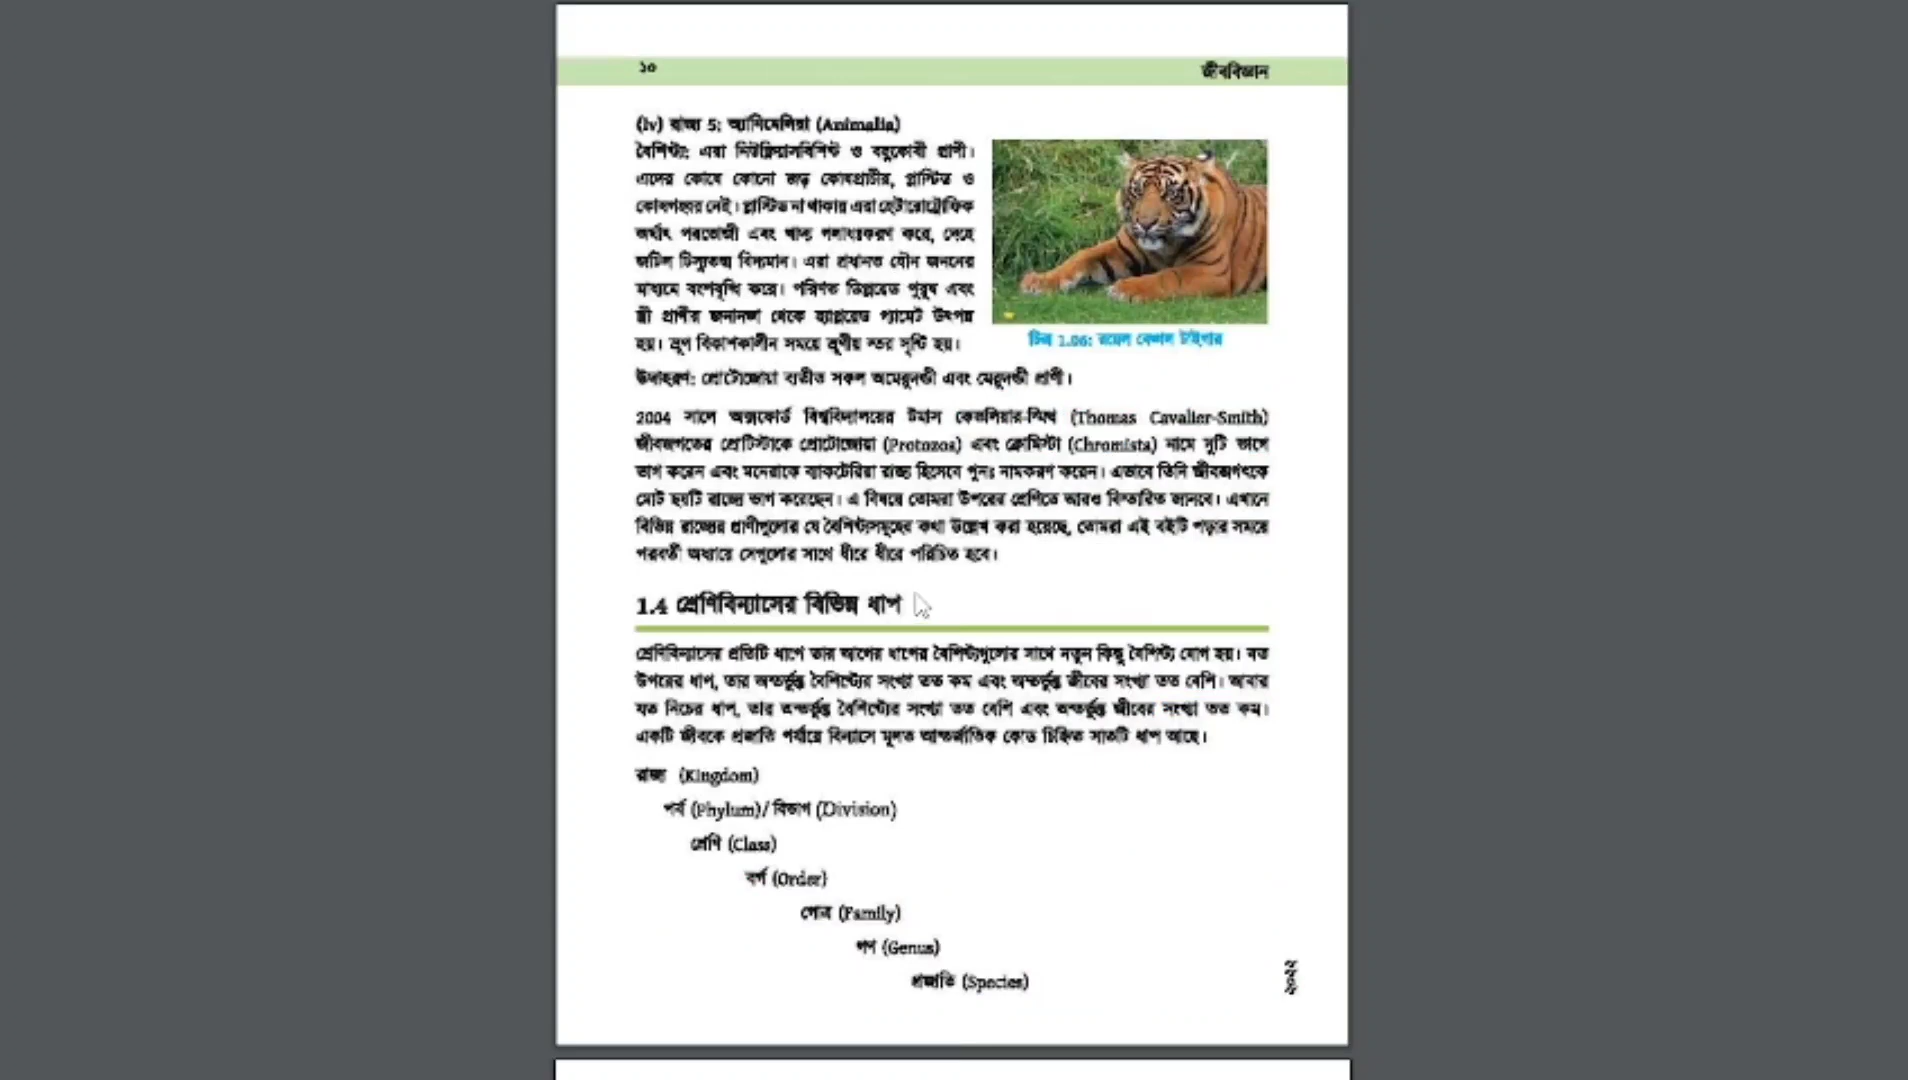 ১০
জীববিজ্ঞান
(iv) রাজ্য 5: অ্যানিমেলিয়া (Animalia)
বৈশিষ্ট্য: এরা নিউক্লিয়াসবিশিষ্ট ও বহুকোষী প্রাণী।
এদের কোষে কোনো জড় কোষপ্রাচীর, প্লাস্টিড ও
কোষগহ্বর নেই। প্লাস্টিড না থাকায় এরা হেটারোট্রোফিক
অর্থাৎ পরভোজী এবং খাদ্য গলাধঃকরণ করে, দেহে
জটিল টিস্যুতন্ত্র বিদ্যমান। এরা প্রধানত যৌন জননের
মাধ্যমে বংশবৃদ্ধি করে। পরিণত ডিপ্লয়েড পুরুষ এবং
স্ত্রী প্রাণীর জনানাঙ্গ থেকে হ্যাপ্লয়েড গ্যামেট উৎপন্ন
হয়। ভ্রূণ বিকাশকালীন সময়ে ভ্রূণীয় স্তর সৃষ্টি হয়।
চিত্র 1.06: রয়েল বেঙ্গল টাইগার
উদাহরণ: প্রোটোজোয়া ব্যতীত সকল অমেরুদণ্ডী এবং মেরুদণ্ডী প্রাণী।
2004 সালে অক্সফোর্ড বিশ্ববিদ্যালয়ের টমাস কেভলিয়ার-স্মিথ (Thomas Cavalier-Smith)
জীবজগতের প্রোটিস্টাকে প্রোটোজোয়া (Protozoa) এবং ক্রোমিস্টা (Chromista) নামে দুটি ভাগে
ভাগ করেন এবং মনেরাকে ব্যাকটেরিয়া রাজ্য হিসেবে পুনঃ নামকরণ করেন। এভাবে তিনি জীবজগৎকে
মোট ছয়টি রাজ্যে ভাগ করেছেন। এ বিষয়ে তোমরা উপরের শ্রেণিতে আরও বিস্তারিত জানবে। এখানে
বিভিন্ন রাজ্যের প্রাণীগুলোর যে বৈশিষ্ট্যসমূহের কথা উল্লেখ করা হয়েছে, তোমরা এই বইটি পড়ার সময়ে
পরবর্তী অধ্যায়ে সেগুলোর সাথে ধীরে ধীরে পরিচিত হবে।
1.4 শ্রেণিবিন্যাসের বিভিন্ন ধাপ
শ্রেণিবিন্যাসের প্রতিটি ধাপে তার আগের ধাপের বৈশিষ্ট্যগুলোর সাথে নতুন কিছু বৈশিষ্ট্য যোগ হয়। যত
উপরের ধাপ, তার অন্তর্ভুক্ত বৈশিষ্ট্যের সংখ্যা তত কম এবং অন্তর্ভুক্ত জীবের সংখ্যা তত বেশি। আবার
যত নিচের ধাপ, তার অন্তর্ভুক্ত বৈশিষ্ট্যের সংখ্যা তত বেশি এবং অন্তর্ভুক্ত জীবের সংখ্যা তত কম।
একটি জীবকে প্রজাতি পর্যায়ে বিন্যাসে মূলত আন্তর্জাতিক কোড চিহ্নিত সাতটি ধাপ আছে।
রাজ্য (Kingdom)
পর্ব (Phylum)/ বিভাগ (Division)
শ্রেণি (Class)
বর্গ (Order)
গোত্র (Family)
গণ (Genus)
প্রজাতি (Species)
২০২২